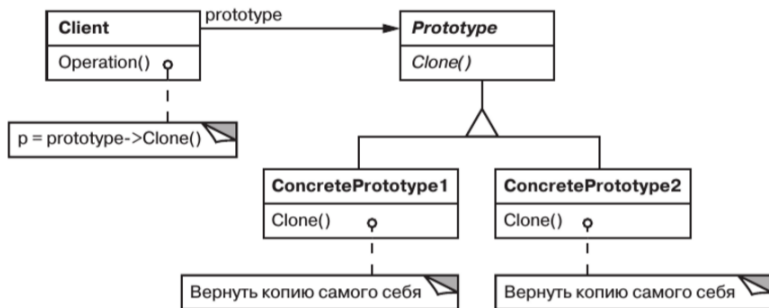 prototype
Client
Prototype
Operation()
Clone()
p = prototype->Clone()
ConcretePrototype1
ConcretePrototype2
Clone()
Clone()
Вернуть копию самого себя
Вернуть копию самого себя